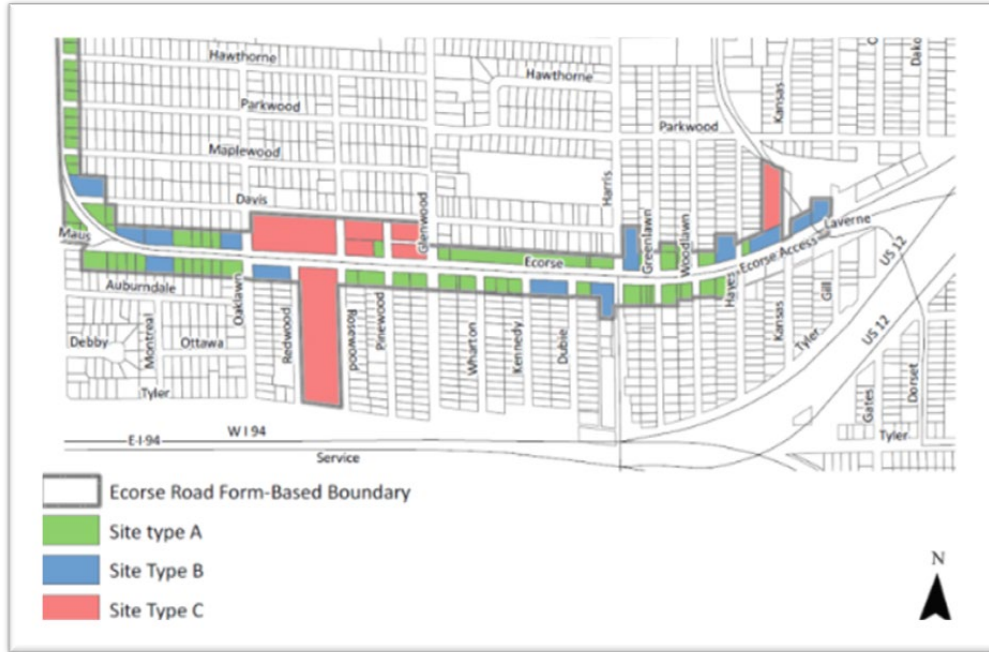 Hawthorne
Hawthorne
Parkwood
Parkwood
Maplewood
Kansas
Dako
Davis
Glenwood
Harris
Greenlawn
Woodlawn
Laverne
Maus
Ecorse
Ecorse Access
Hayes
US 12
Auburndale
Oaklawn
Redwood
Rosewood
Pinewood
Wharton
Kennedy
Dubie
Kansas
Gill
Tyler
US 12
Debby
Montreal
Ottawa
Tyler
Gates
Dorset
Tyler
E I 94
W I 94
Service
Ecorse Road Form-Based Boundary
Site type A
Site Type B
Site Type C
N